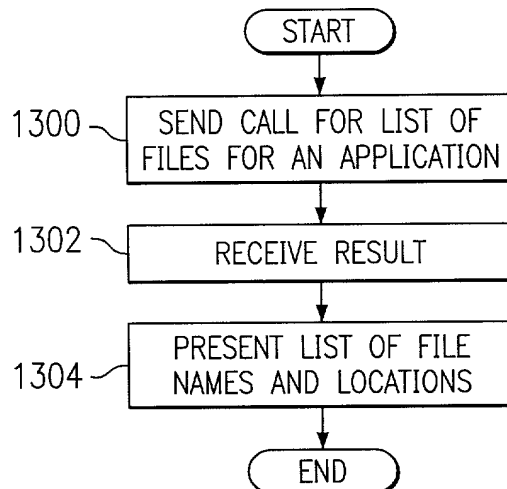 START
1300
SEND CALL FOR LIST OF
FILES FOR AN APPLICATION
1302
RECEIVE RESULT
1304
PRESENT LIST OF FILE
NAMES AND LOCATIONS
END